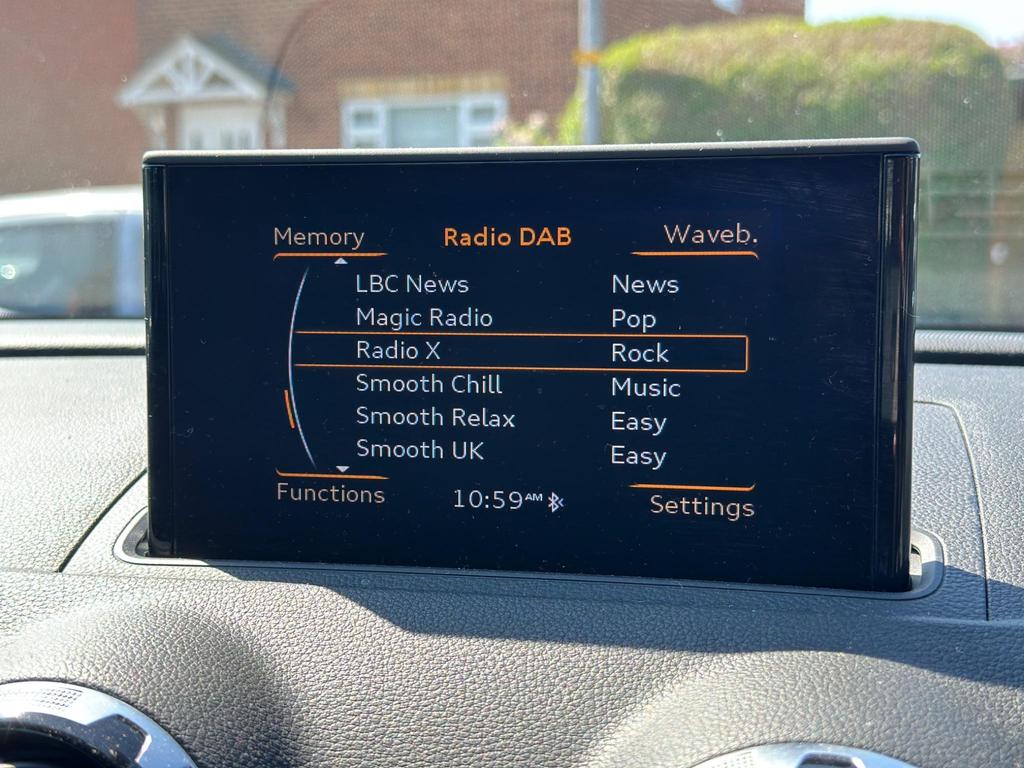 Memory Radio DAB Waveb.
LBC News News
Magic Radio Pop
Radio X Rock
Smooth Chill Music
Smooth Relax Easy
Smooth UK Easy
Functions 10:59AM Settings